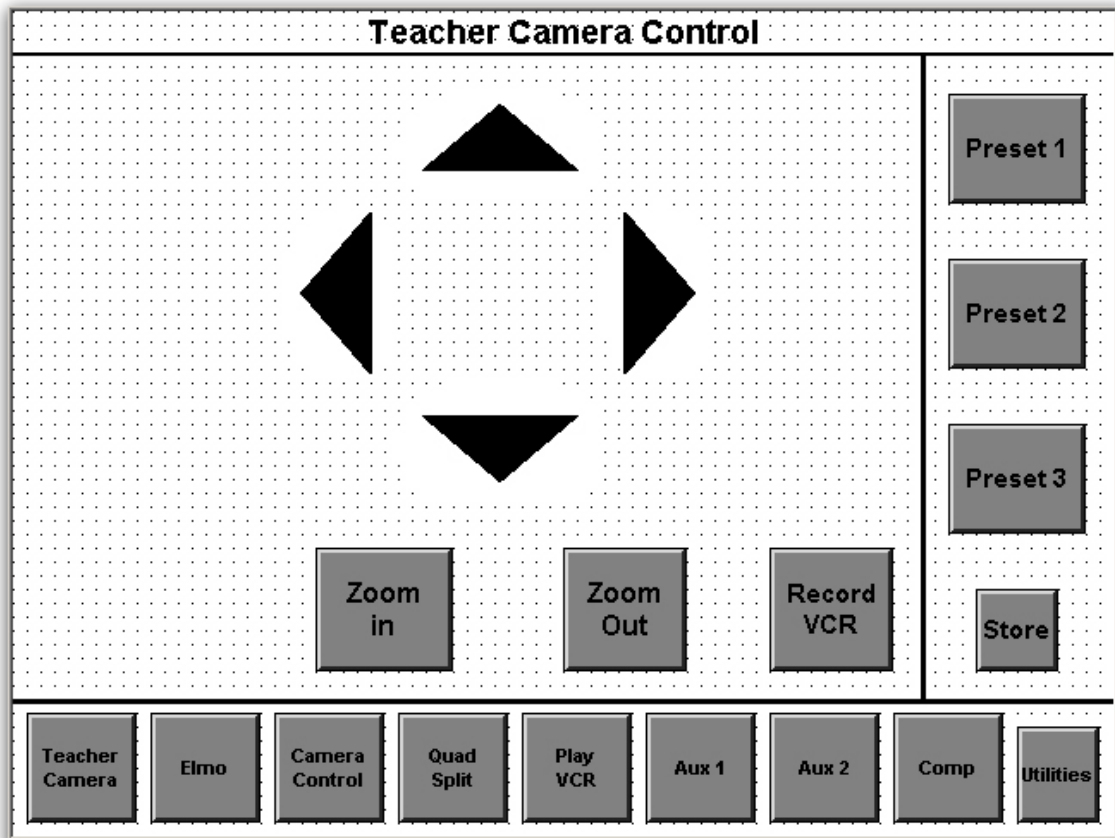 Teacher Camera Control
Preset 1
Preset 2
Preset 3
Zoom
in
Zoom
Out
Record
VCR
Store
Teacher
Camera
Elmo
Camera
Control
Quad
Split
Play
VCR
Aux 1
Aux 2
Comp
Utilities